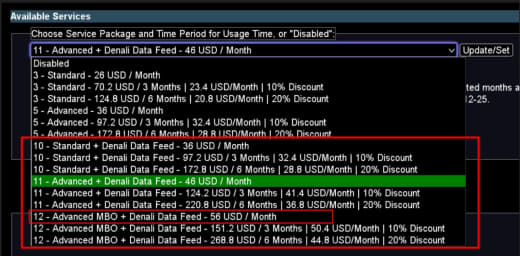 Available Services
Choose Service Package and Time Period for Usage Time, or "Disabled":
11 - Advanced + Denali Data Feed - 46 USD / Month
Update/Set
Disabled
3 - Standard - 26 USD / Month
3 - Standard - 70.2 USD / 3 Months | 23.4 USD/Month | 10% Discount
ted months a
3 - Standard - 124.8 USD / 6 Months | 20.8 USD/Month | 20% Discount
2-25.
5 - Advanced - 36 USD / Month
5 - Advanced - 97.2 USD / 3 Months | 32.4 USD/Month | 10% Discount
5 - Advanced - 172.8 USD / 6 Months | 28.8 USD/Month | 20% Discount
10 - Standard + Denali Data Feed - 36 USD / Month
10 - Standard + Denali Data Feed - 97.2 USD / 3 Months | 32.4 USD/Month | 10% Discount
10 - Standard + Denali Data Feed - 172.8 USD / 6 Months | 28.8 USD/Month | 20% Discount
11 - Advanced + Denali Data Feed - 46 USD / Month
11 - Advanced + Denali Data Feed - 124.2 USD / 3 Months | 41.4 USD/Month | 10% Discount
11 - Advanced + Denali Data Feed - 220.8 USD / 6 Months | 36.8 USD/Month | 20% Discount
12 - Advanced MBO + Denali Data Feed - 56 USD / Month
12 - Advanced MBO + Denali Data Feed - 151.2 USD / 3 Months | 50.4 USD/Month | 10% Discount
12 - Advanced MBO + Denali Data Feed - 268.8 USD / 6 Months | 44.8 USD/Month | 20% Discount